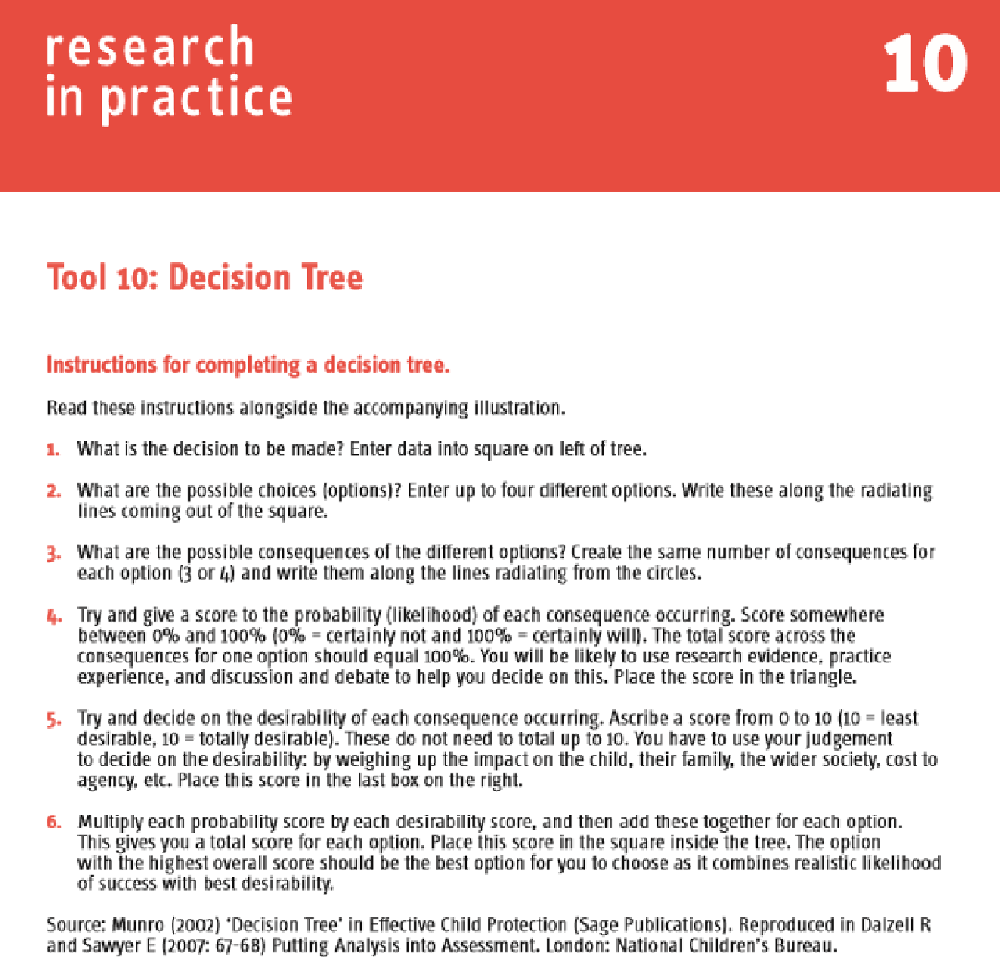 research
in practice
10
Tool 10: Decision Tree
Instructions for completing a decision tree.
Read these instructions alongside the accompanying illustration.
1. What is the decision to be made? Enter data into square on left of tree.
2. What are the possible choices (options)? Enter up to four different options. Write these along the radiating
lines coming out of the square.
3. What are the possible consequences of the different options? Create the same number of consequences for
each option (3 or 4) and write them along the lines radiating from the circles.
4. Try and give a score to the probability (likelihood) of each consequence occurring. Score somewhere
between 0% and 100% (0% = certainly not and 100% = certainly will). The total score across the
consequences for one option should equal 100%. You will be likely to use research evidence, practice
experience, and discussion and debate to help you decide on this. Place the score in the triangle.
5. Try and decide on the desirability of each consequence occurring. Ascribe a score from 0 to 10 (10 = least
desirable, 10 = totally desirable). These do not need to total up to 10. You have to use your judgement
to decide on the desirability: by weighing up the impact on the child, their family, the wider society, cost to
agency, etc. Place this score in the last box on the right.
6. Multiply each probability score by each desirability score, and then add these together for each option.
This gives you a total score for each option. Place this score in the square inside the tree. The option
with the highest overall score should be the best option for you to choose as it combines realistic likelihood
of success with best desirability.
Source: Munro (2002) 'Decision Tree' in Effective Child Protection (Sage Publications). Reproduced in Dalzell R
and Sawyer E (2007: 67-68) Putting Analysis into Assessment. London: National Children's Bureau.